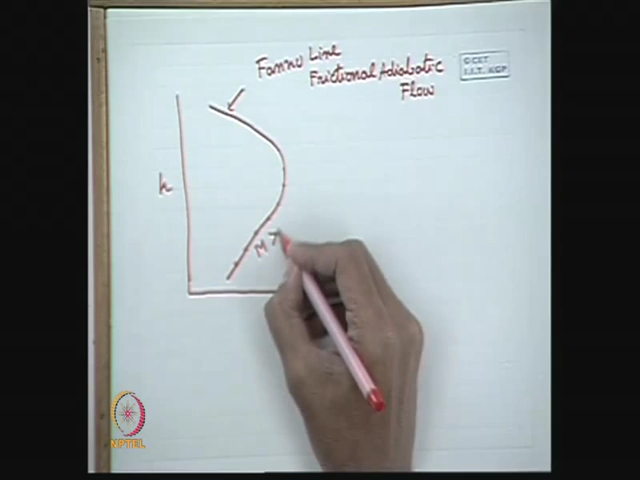 Fanno Line
Frictional Adiabatic
Flow
© CET
I.I.T. KGP
h
M
NPTEL